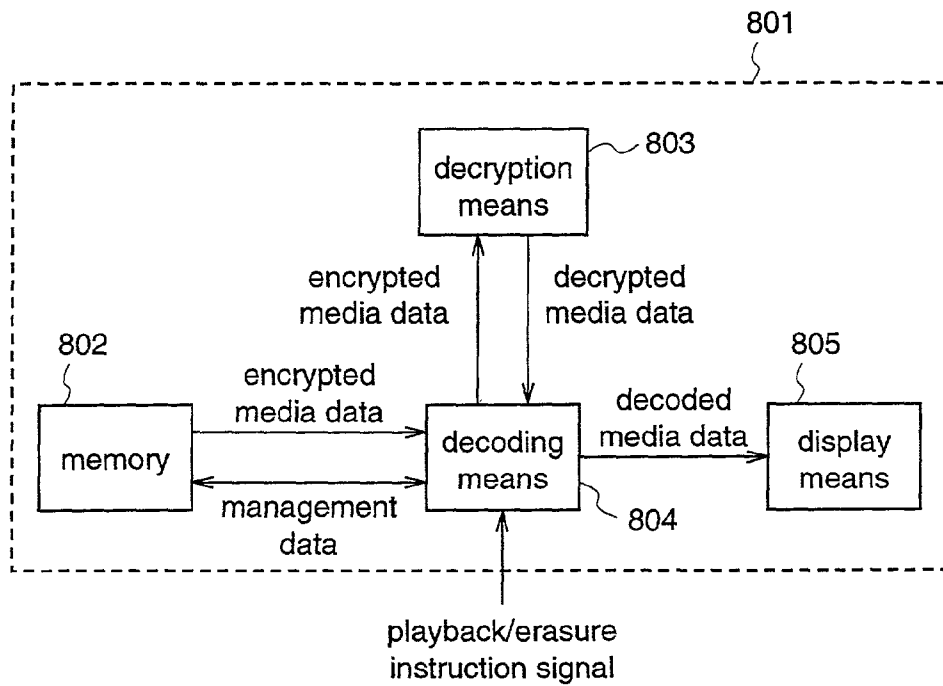 801
803
decryption
means
encrypted
media data
decrypted
media data
802
805
encrypted
media data
decoded
media data
memory
decoding
means
display
means
management
data
804
playback/erasure
instruction signal